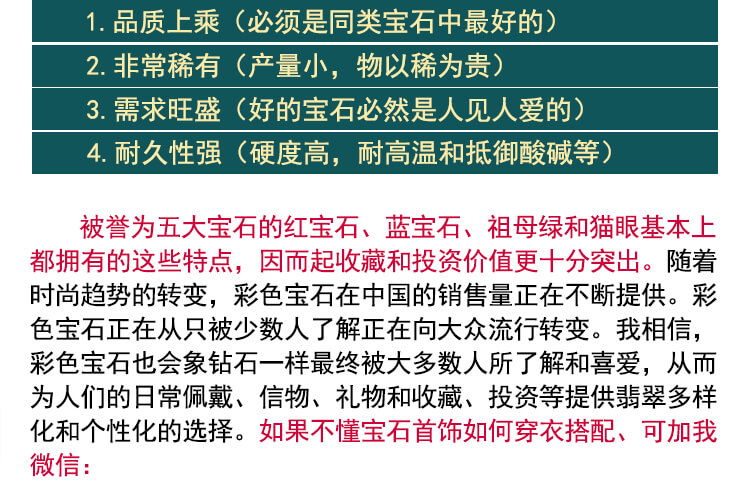 1.品质上乘（必须是同类宝石中最好的）
2.非常稀有（产量小，物以稀为贵）
3.需求旺盛（好的宝石必然是人见人爱的）
4.耐久性强（硬度高，耐高温和抵御酸碱等）
被誉为五大宝石的红宝石、蓝宝石、祖母绿和猫眼基本上
都拥有的这些特点，因而起收藏和投资价值更十分突出。随着
时尚趋势的转变，彩色宝石在中国的销售量正在不断提供。彩
色宝石正在从只被少数人了解正在向大众流行转变。我相信，
彩色宝石也会象钻石一样最终被大多数人所了解和喜爱，从而
为人们的日常佩戴、信物、礼物和收藏、投资等提供翡翠多样
化和个性化的选择。如果不懂宝石首饰如何穿衣搭配、可加我
微信：